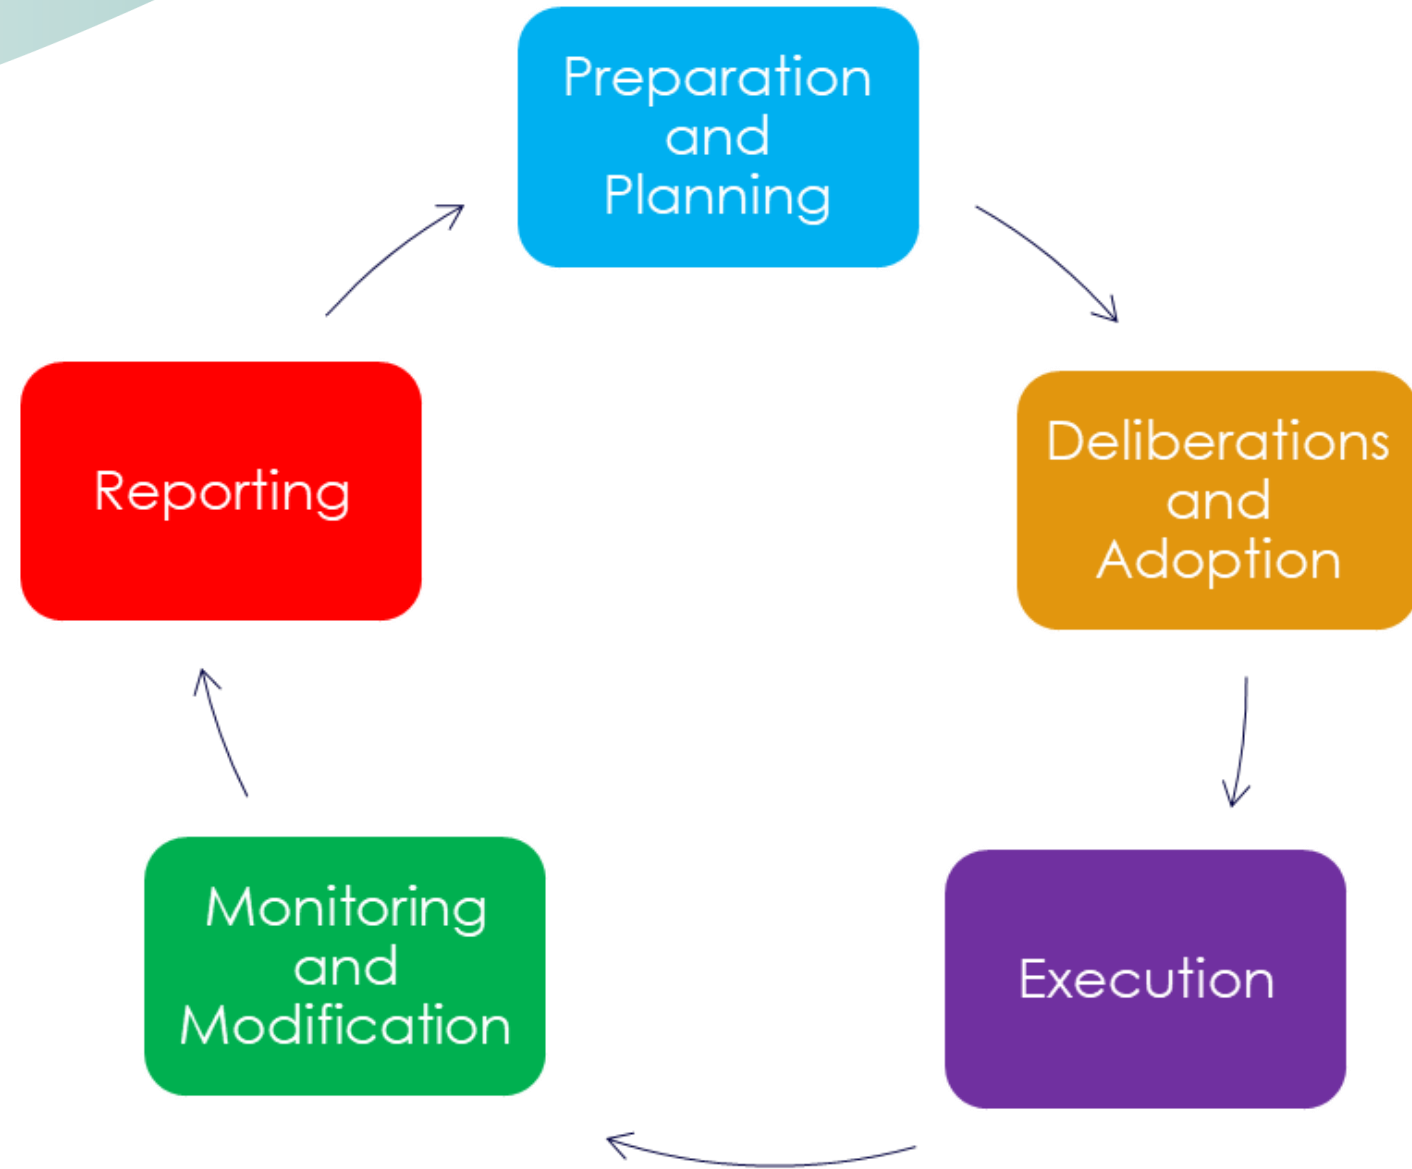 Preparation
and
Planning
Deliberations
and
Adoption
Execution
Monitoring
and
Modification
Reporting